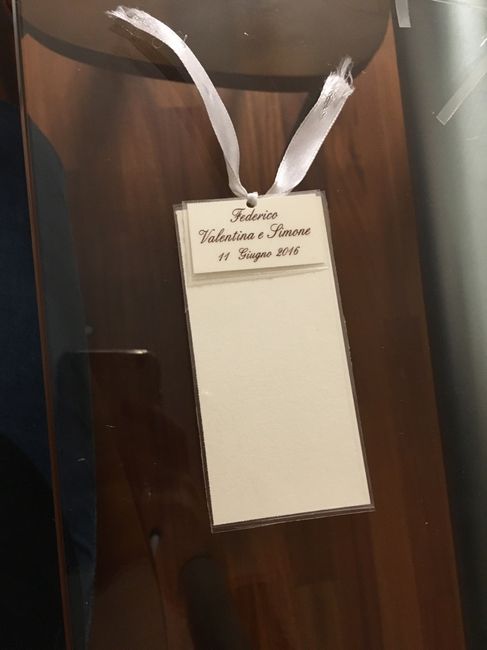 Federico
Valentina e Simone
11 Giugno 2016